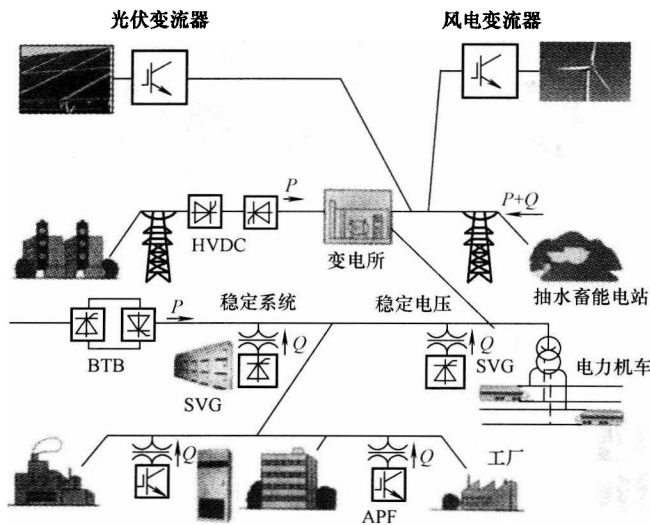 光伏变流器
风电变流器
P
P+Q
HVDC
变电所
抽水畜能电站
P
稳定系统
稳定电压
Q
Q
BTB
SVG
SVG
电力机车
Q
Q
工厂
APF